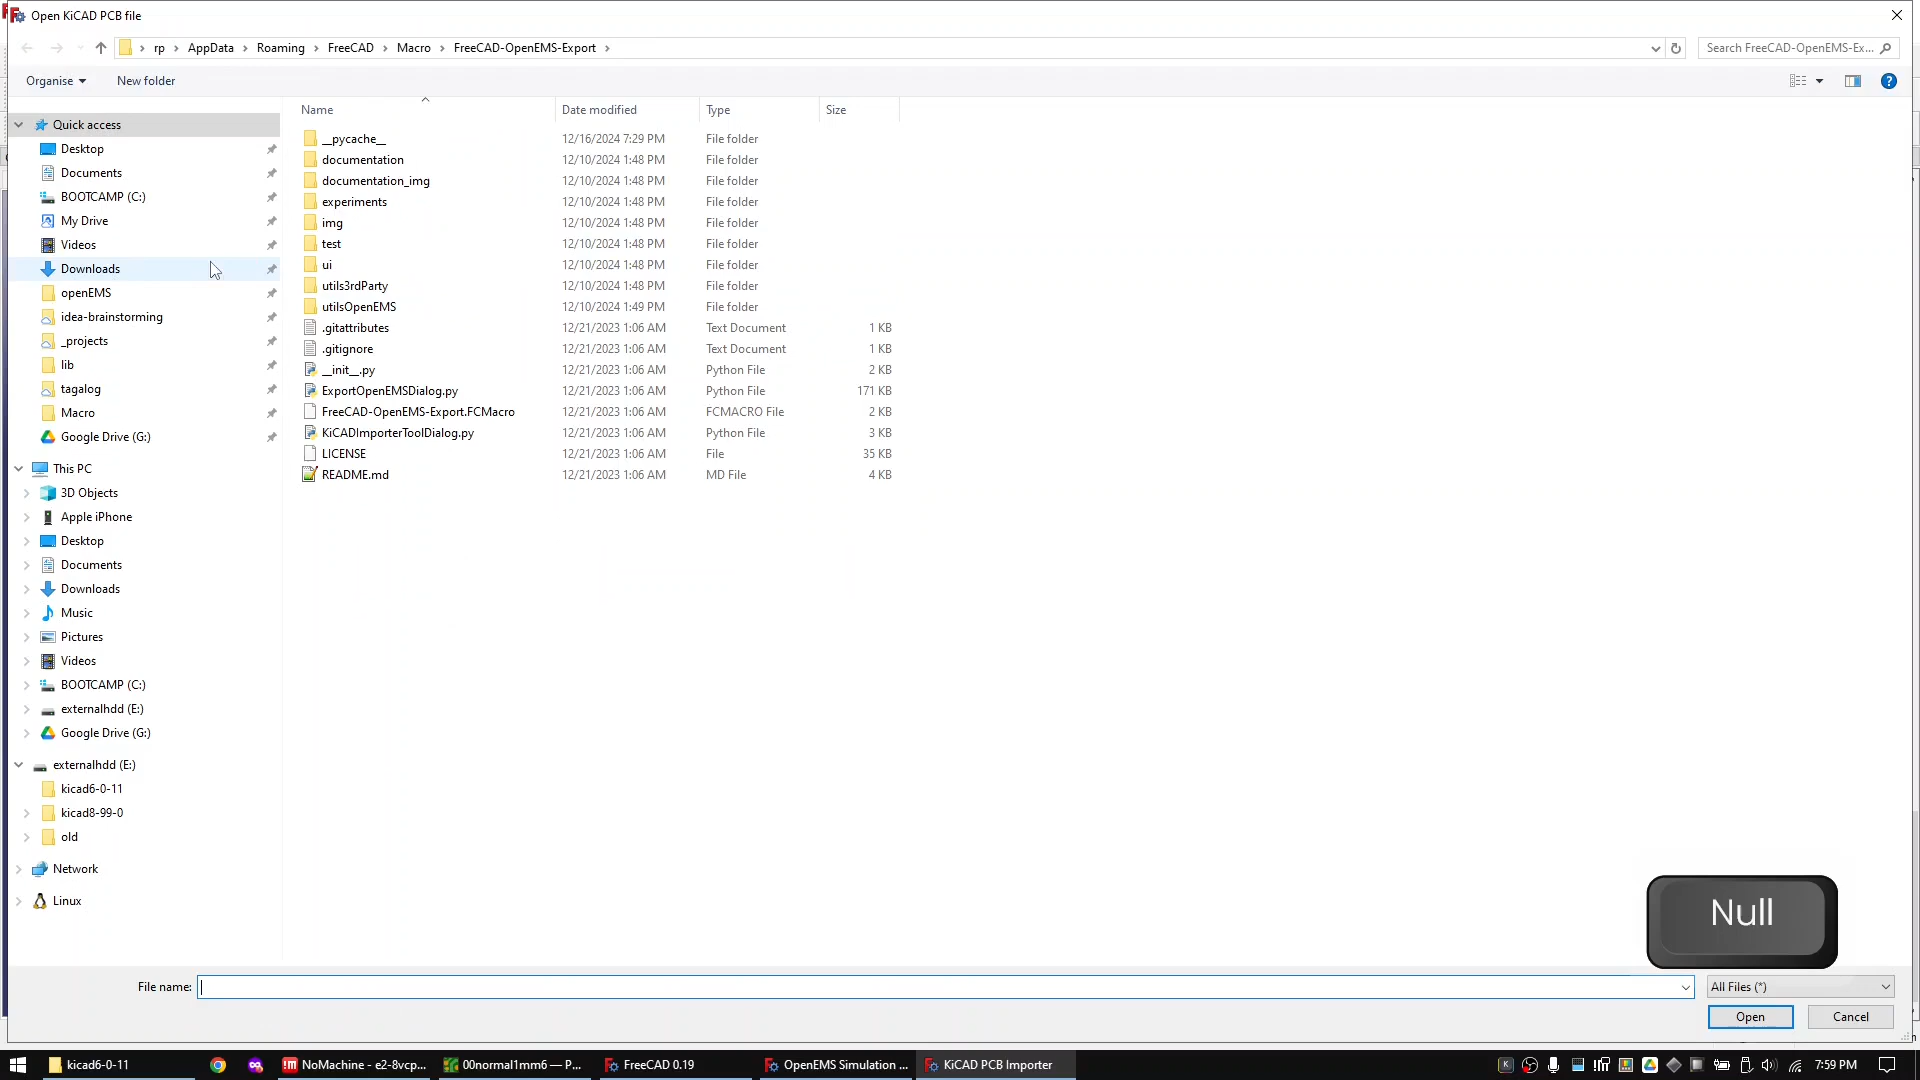 Open KiCAD PCB file
rp AppData Roaming FreeCAD Macro FreeCAD-OpenEMS-Export
Search FreeCAD-OpenEMS-Ex...
Organise New folder
Name Date modified Type Size
Quick access
Desktop
Documents
BOOTCAMP (C:)
My Drive
Videos
Downloads
openEMS
idea-brainstorming
_projects
lib
tagalog
Macro
Google Drive (G:)
This PC
3D Objects
Apple iPhone
Desktop
Documents
Downloads
Music
Pictures
Videos
BOOTCAMP (C:)
externalhdd (E:)
Google Drive (G:)
externalhdd (E:)
kicad6-0-11
kicad8-99-0
old
Network
Linux
__pycache__ 12/16/2024 7:29 PM File folder
documentation 12/10/2024 1:48 PM File folder
documentation_img 12/10/2024 1:48 PM File folder
experiments 12/10/2024 1:48 PM File folder
img 12/10/2024 1:48 PM File folder
test 12/10/2024 1:48 PM File folder
ui 12/10/2024 1:48 PM File folder
utils3rdParty 12/10/2024 1:48 PM File folder
utilsOpenEMS 12/10/2024 1:49 PM File folder
.gitattributes 12/21/2023 1:06 AM Text Document 1 KB
.gitignore 12/21/2023 1:06 AM Text Document 1 KB
__init__.py 12/21/2023 1:06 AM Python File 2 KB
ExportOpenEMSDialog.py 12/21/2023 1:06 AM Python File 171 KB
FreeCAD-OpenEMS-Export.FCMacro 12/21/2023 1:06 AM FCMACRO File 2 KB
KiCADImporterToolDialog.py 12/21/2023 1:06 AM Python File 3 KB
LICENSE 12/21/2023 1:06 AM File 35 KB
README.md 12/21/2023 1:06 AM MD File 4 KB
Null
File name: All Files (*)
Open Cancel
kicad6-0-11 NoMachine - e2-8vcp... 00normal1mm6 — P... FreeCAD 0.19 OpenEMS Simulation ... KiCAD PCB Importer 7:59 PM